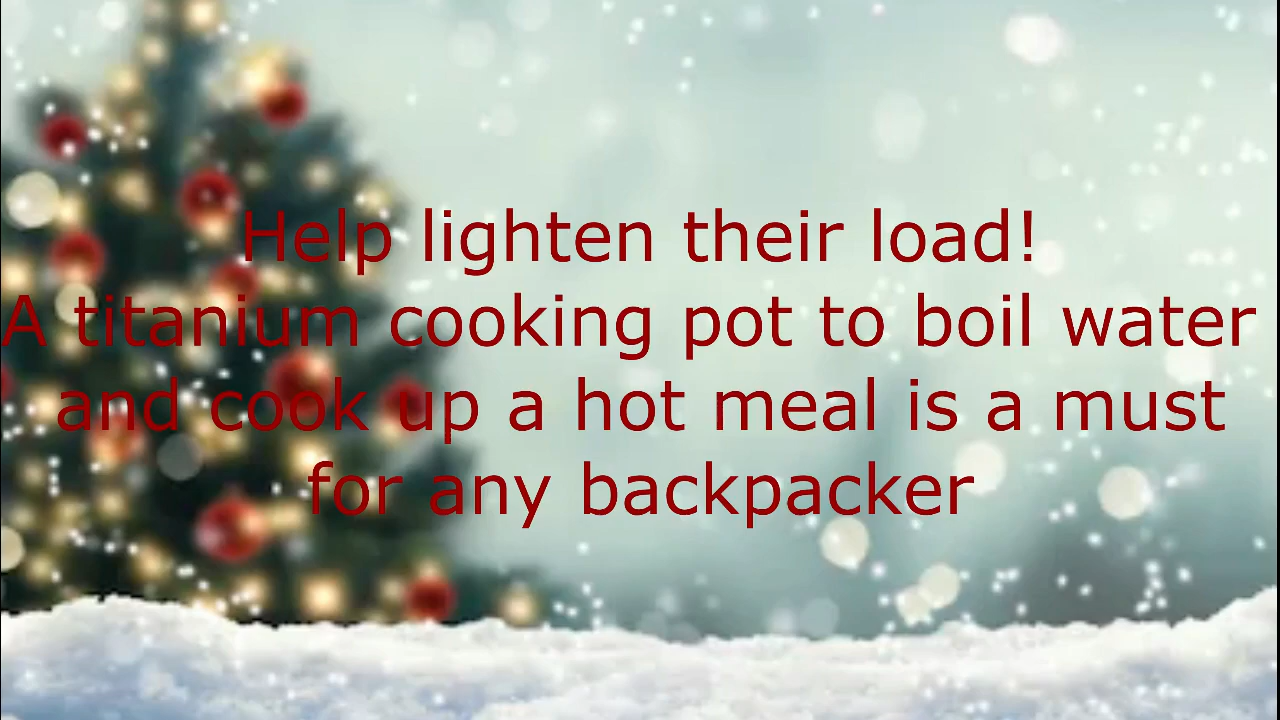 Help lighten their load!
A titanium cooking pot to boil water
and cook up a hot meal is a must
for any backpacker